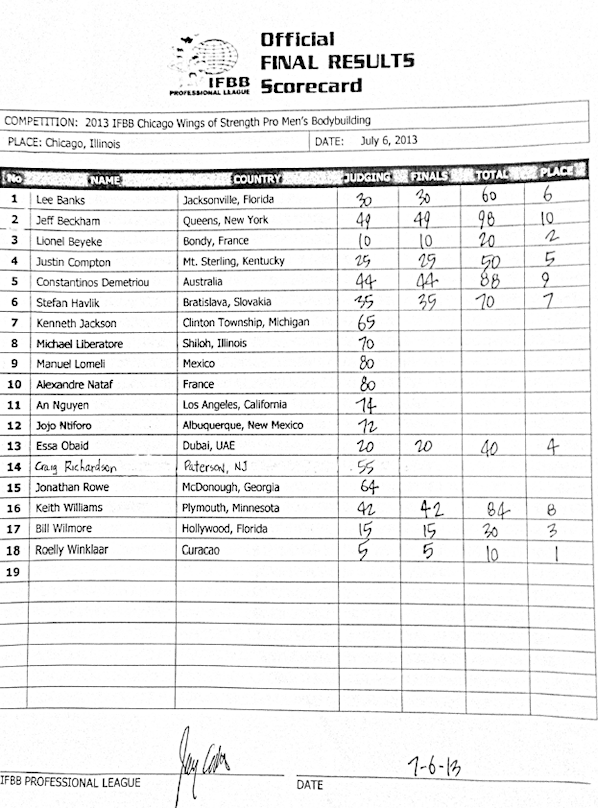 Official
FINAL RESULTS
Scorecard
IFBB
PROFESSIONAL LEAGUE
COMPETITION: 2013 IFBB Chicago Wings of Strength Pro Men's Bodybuilding
PLACE: Chicago, Illinois DATE: July 6, 2013
No NAME COUNTRY JUDGING FINALS TOTAL PLACE
1 Lee Banks Jacksonville, Florida 30 30 60 6
2 Jeff Beckham Queens, New York 49 49 98 10
3 Lionel Beyeke Bondy, France 10 10 20 2
4 Justin Compton Mt. Sterling, Kentucky 25 25 50 5
5 Constantinos Demetriou Australia 44 44 88 9
6 Stefan Havlik Bratislava, Slovakia 35 35 70 7
7 Kenneth Jackson Clinton Township, Michigan 65
8 Michael Liberatore Shiloh, Illinois 70
9 Manuel Lomeli Mexico 80
10 Alexandre Nataf France 80
11 An Nguyen Los Angeles, California 74
12 Jojo Ntiforo Albuquerque, New Mexico 72
13 Essa Obaid Dubai, UAE 20 20 40 4
14 Craig Richardson Paterson, NJ 55
15 Jonathan Rowe McDonough, Georgia 64
16 Keith Williams Plymouth, Minnesota 42 42 84 8
17 Bill Wilmore Hollywood, Florida 15 15 30 3
18 Roelly Winklaar Curacao 5 5 10 1
19
7-6-13
IFBB PROFESSIONAL LEAGUE DATE